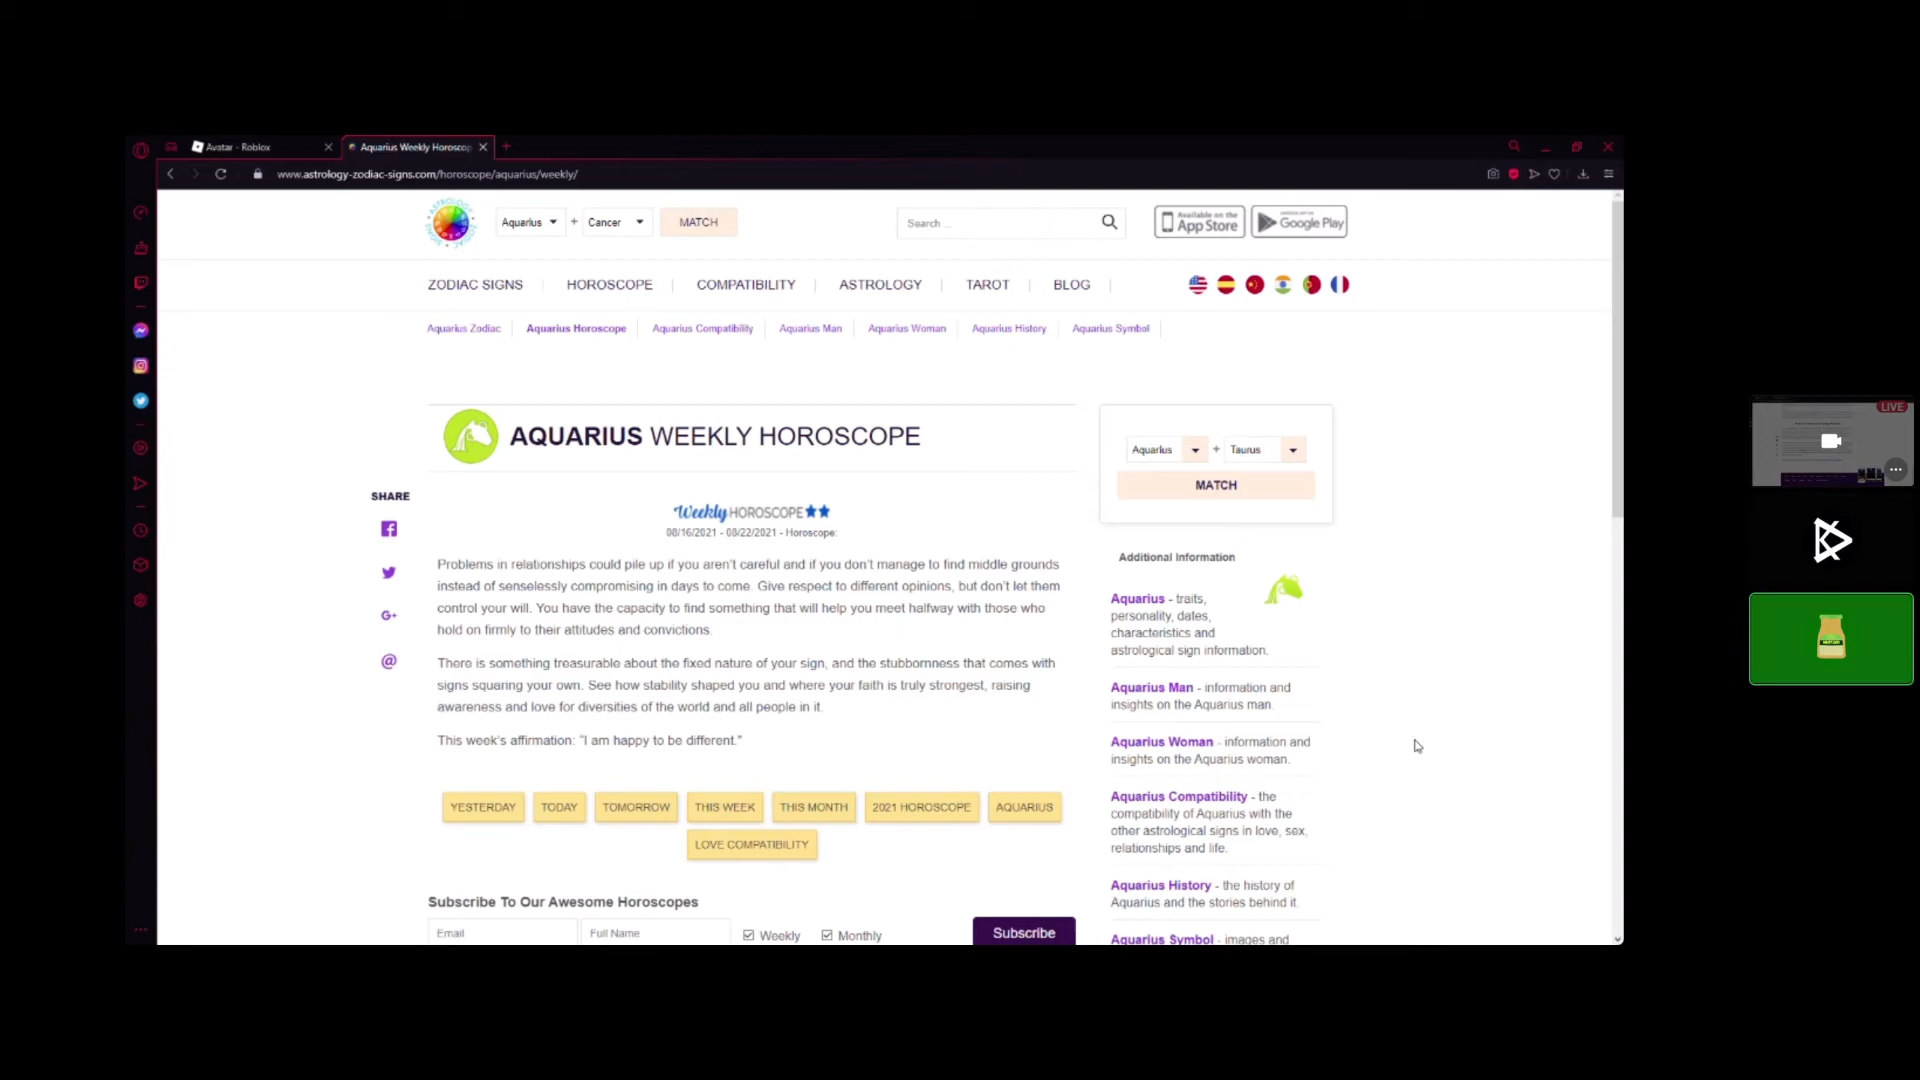 Avatar - Roblox
Aquarius Weekly Horoscop
www.astrology-zodiac-signs.com/horoscope/aquarius/weekly/
ASTROLOGY ZODIAC SIGNS
Aquarius + Cancer MATCH
Search ...
Available on the App Store
Google Play
ZODIAC SIGNS | HOROSCOPE | COMPATIBILITY | ASTROLOGY | TAROT | BLOG |
Aquarius Zodiac Aquarius Horoscope Aquarius Compatibility Aquarius Man Aquarius Woman Aquarius History Aquarius Symbol
AQUARIUS WEEKLY HOROSCOPE
SHARE
Weekly HOROSCOPE
08/16/2021 - 08/22/2021 - Horoscope:
Problems in relationships could pile up if you aren't careful and if you don't manage to find middle grounds
instead of senselessly compromising in days to come. Give respect to different opinions, but don't let them
control your will. You have the capacity to find something that will help you meet halfway with those who
hold on firmly to their attitudes and convictions.
There is something treasurable about the fixed nature of your sign, and the stubbornness that comes with
signs squaring your own. See how stability shaped you and where your faith is truly strongest, raising
awareness and love for diversities of the world and all people in it.
This week's affirmation: "I am happy to be different."
YESTERDAY TODAY TOMORROW THIS WEEK THIS MONTH 2021 HOROSCOPE AQUARIUS
LOVE COMPATIBILITY
Subscribe To Our Awesome Horoscopes
Email Full Name Weekly Monthly Subscribe
Aquarius + Taurus
MATCH
Additional Information
Aquarius - traits,
personality, dates,
characteristics and
astrological sign information.
Aquarius Man - information and
insights on the Aquarius man.
Aquarius Woman - information and
insights on the Aquarius woman.
Aquarius Compatibility - the
compatibility of Aquarius with the
other astrological signs in love, sex,
relationships and life.
Aquarius History - the history of
Aquarius and the stories behind it.
Aquarius Symbol - images and
LIVE